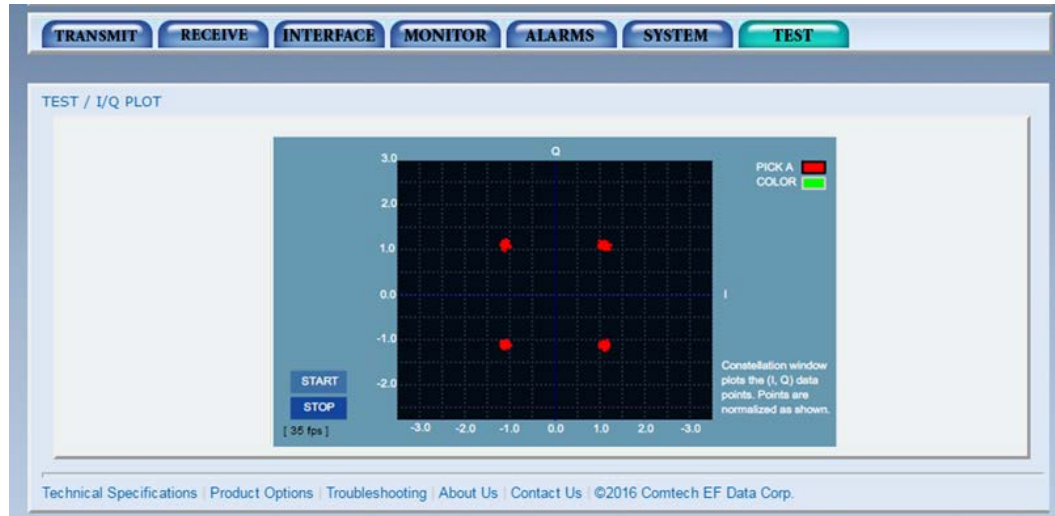 TRANSMIT RECEIVE INTERFACE MONITOR ALARMS SYSTEM TEST
TEST / I/Q PLOT
Q
3.0
2.0
1.0
0.0
-1.0
-2.0
I
PICK A
COLOR
START
STOP
[ 35 fps ]
-3.0 -2.0 -1.0 0.0 1.0 2.0 -3.0
Constellation window
plots the (I, Q) data
points. Points are
normalized as shown.
Technical Specifications | Product Options | Troubleshooting | About Us | Contact Us | ©2016 Comtech EF Data Corp.